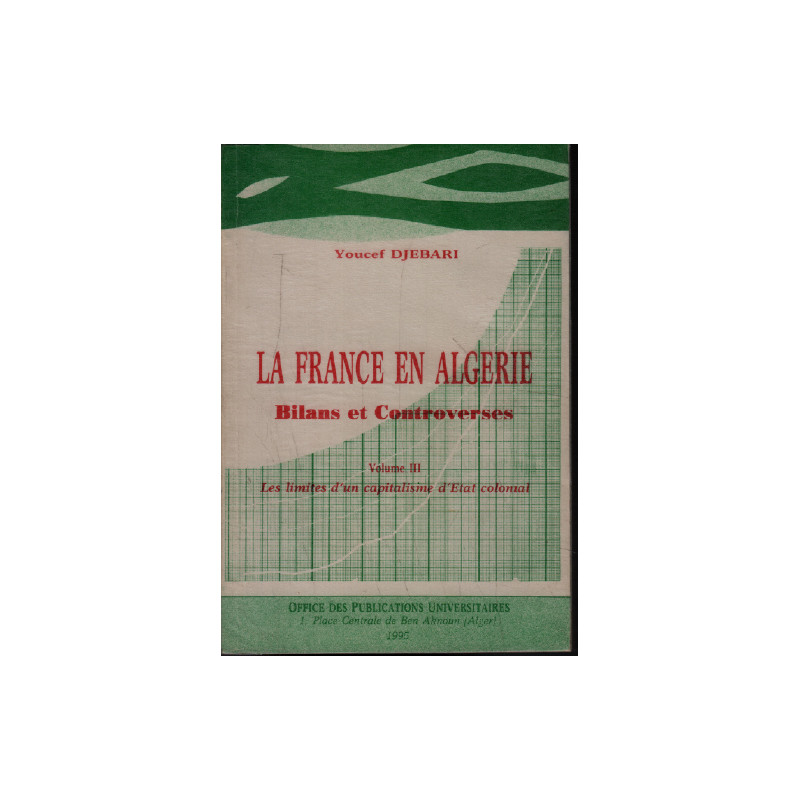 Youcef DJEBARI
LA FRANCE EN ALGERIE
Bilans et Controverses
Volume III
Les limites d'un capitalisme d'Etat colonial
OFFICE DES PUBLICATIONS UNIVERSITAIRES
1, Place Centrale de Ben Aknoun (Alger)
1995